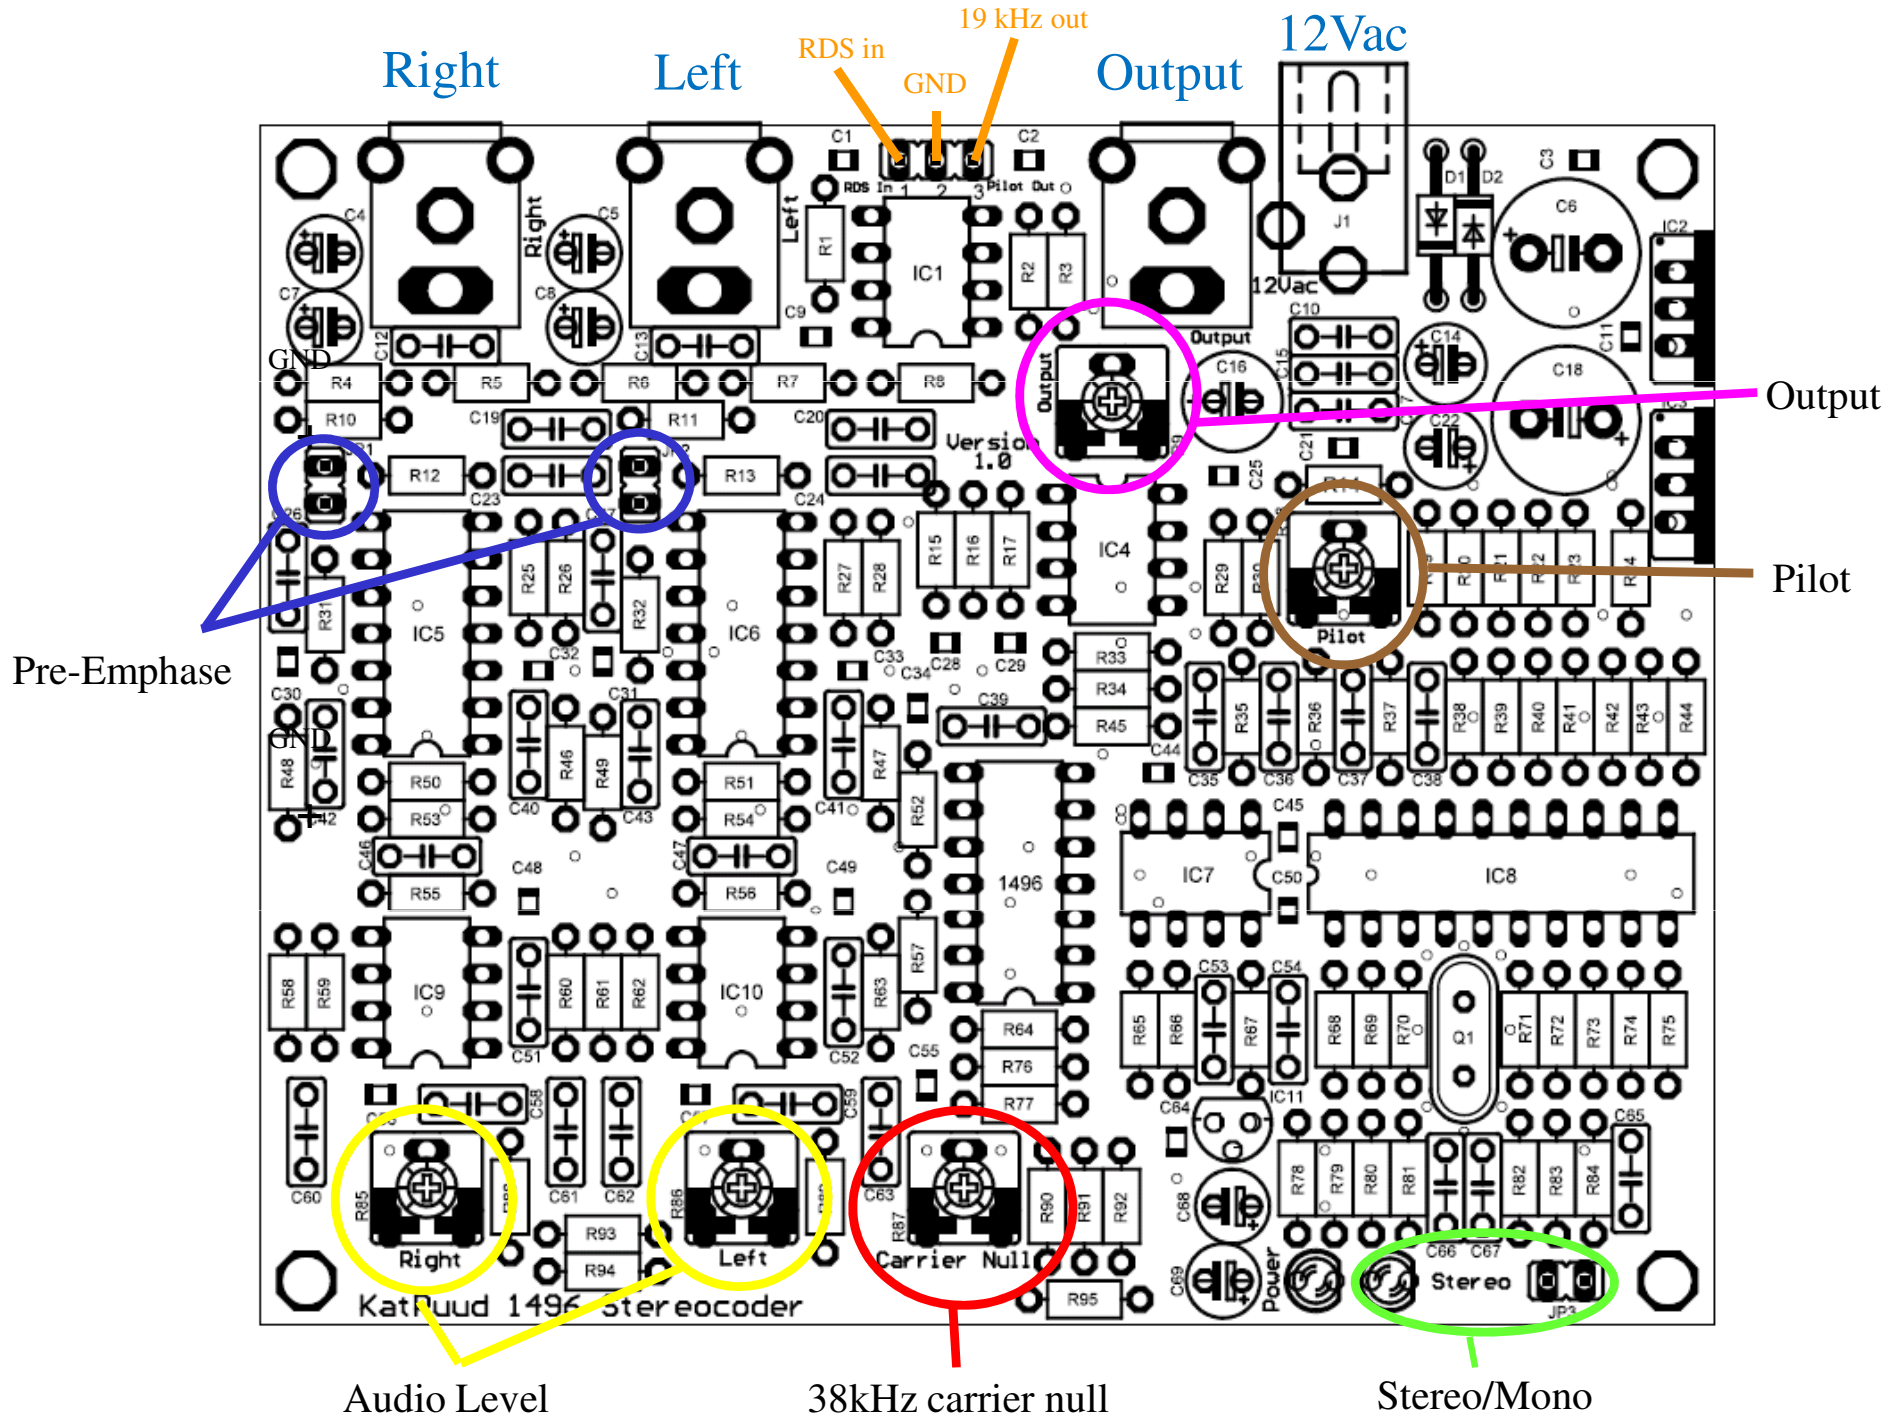 19 kHz out
12Vac
RDS in
Right
Left
GND
Output
C1
C2
C3
D1
D2
RDS In
1
2
3
Pilot Out
C4
Right
C5
Left
R1
IC1
R2
R3
J1
C6
IC2
12Vac
C7
C8
C9
C10
C11
Output
C12
C13
C14
C15
C16
C18
GND
R4
R5
R6
R7
R8
Output
Output
IC3
R10
C19
R11
C20
C21
C22
Version
1.0
JP1
R12
C23
R13
C24
C25
R15
R16
R17
IC4
R21
R22
R23
Pilot
R25
R26
R27
R28
R29
R30
R31
IC5
R32
IC6
Pilot
C32
C33
C28
C29
R33
Pre-Emphase
C30
C31
C34
R34
C39
R45
C44
R35
R36
R37
R38
R39
R40
R41
R42
R43
R44
GND
C35
C36
C37
C38
R48
R50
R46
R49
R51
R47
C42
+
C40
C43
C41
R53
R54
R52
C45
C46
C47
C48
C49
R55
R56
1496
IC7
C50
IC8
R58
R59
IC9
R60
R61
R62
IC10
R63
R57
C51
C52
C53
C54
R64
R65
R66
R67
R68
R69
R70
Q1
R71
R72
R73
R74
R75
C55
R76
R77
IC11
C58
C59
C64
C65
C60
R85
C61
C62
R86
C63
R87
R90
R91
R92
C68
R78
R79
R80
R81
R82
R83
R84
Right
R93
Left
Carrier Null
C66
C67
R94
C69
Power
Stereo
JP3
R95
KatRuud 1496 Stereocoder
Audio Level
38kHz carrier null
Stereo/Mono